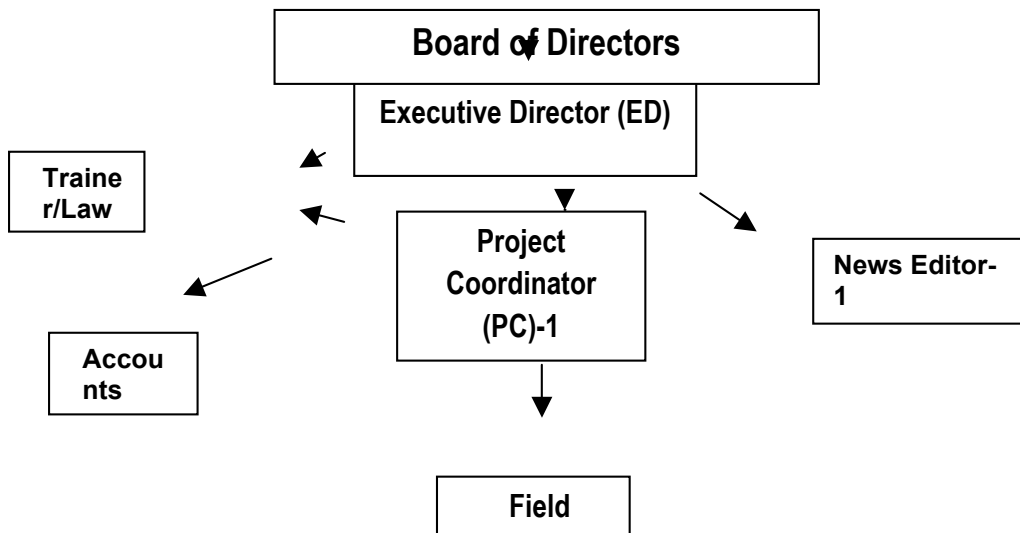 Board of Directors
Executive Director (ED)
Traine
r/Law
Project
Coordinator
(PC)-1
News Editor-
1
Accou
nts
Field